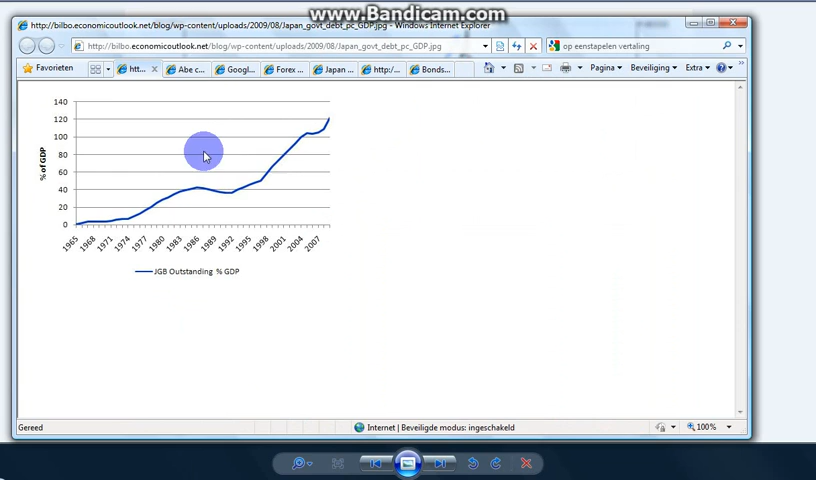 www.Bandicam.com
http://bilbo.economicoutlook.net/blog/wp-content/uploads/2009/08/Japan_govt_debt_pc_GDP.jpg - Windows Internet Explorer
http://bilbo.economicoutlook.net/blog/wp-content/uploads/2009/08/Japan_govt_debt_pc_GDP.jpg
op eenstapelen vertaling
Favorieten
htt...
Abe c...
Googl...
Forex ...
Japan ...
http:/...
Bonds...
Pagina
Beveiliging
Extra
140
120
100
80
60
40
20
0
% of GDP
1965 1968 1971 1974 1977 1980 1983 1986 1989 1992 1995 1998 2001 2004 2007
JGB Outstanding % GDP
Gereed
Internet | Beveiligde modus: ingeschakeld
100%